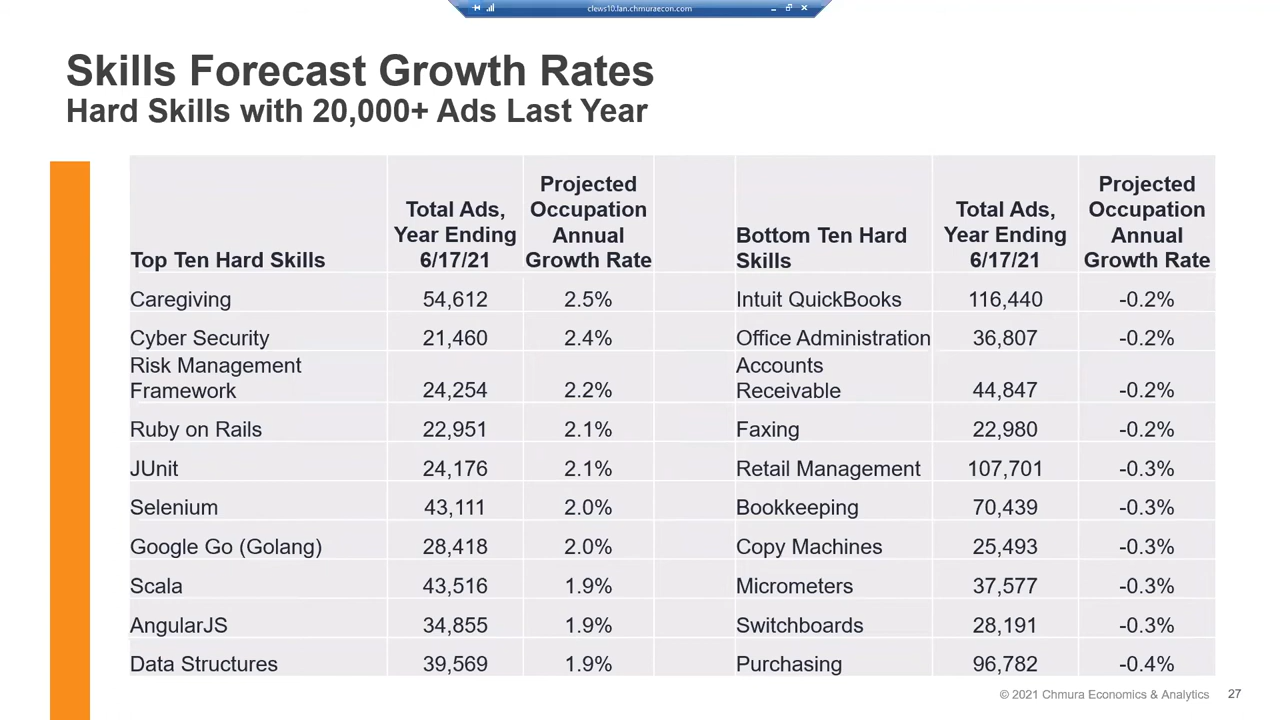 clews10.lan.chmuraecon.com
Skills Forecast Growth Rates
Hard Skills with 20,000+ Ads Last Year
Top Ten Hard Skills
Total Ads,
Year Ending
6/17/21
Projected
Occupation
Annual
Growth Rate
Bottom Ten Hard
Skills
Total Ads,
Year Ending
6/17/21
Projected
Occupation
Annual
Growth Rate
Caregiving 54,612 2.5% Intuit QuickBooks 116,440 -0.2%
Cyber Security 21,460 2.4% Office Administration 36,807 -0.2%
Risk Management
Framework 24,254 2.2% Accounts
Receivable 44,847 -0.2%
Ruby on Rails 22,951 2.1% Faxing 22,980 -0.2%
JUnit 24,176 2.1% Retail Management 107,701 -0.3%
Selenium 43,111 2.0% Bookkeeping 70,439 -0.3%
Google Go (Golang) 28,418 2.0% Copy Machines 25,493 -0.3%
Scala 43,516 1.9% Micrometers 37,577 -0.3%
AngularJS 34,855 1.9% Switchboards 28,191 -0.3%
Data Structures 39,569 1.9% Purchasing 96,782 -0.4%
© 2021 Chmura Economics & Analytics 27